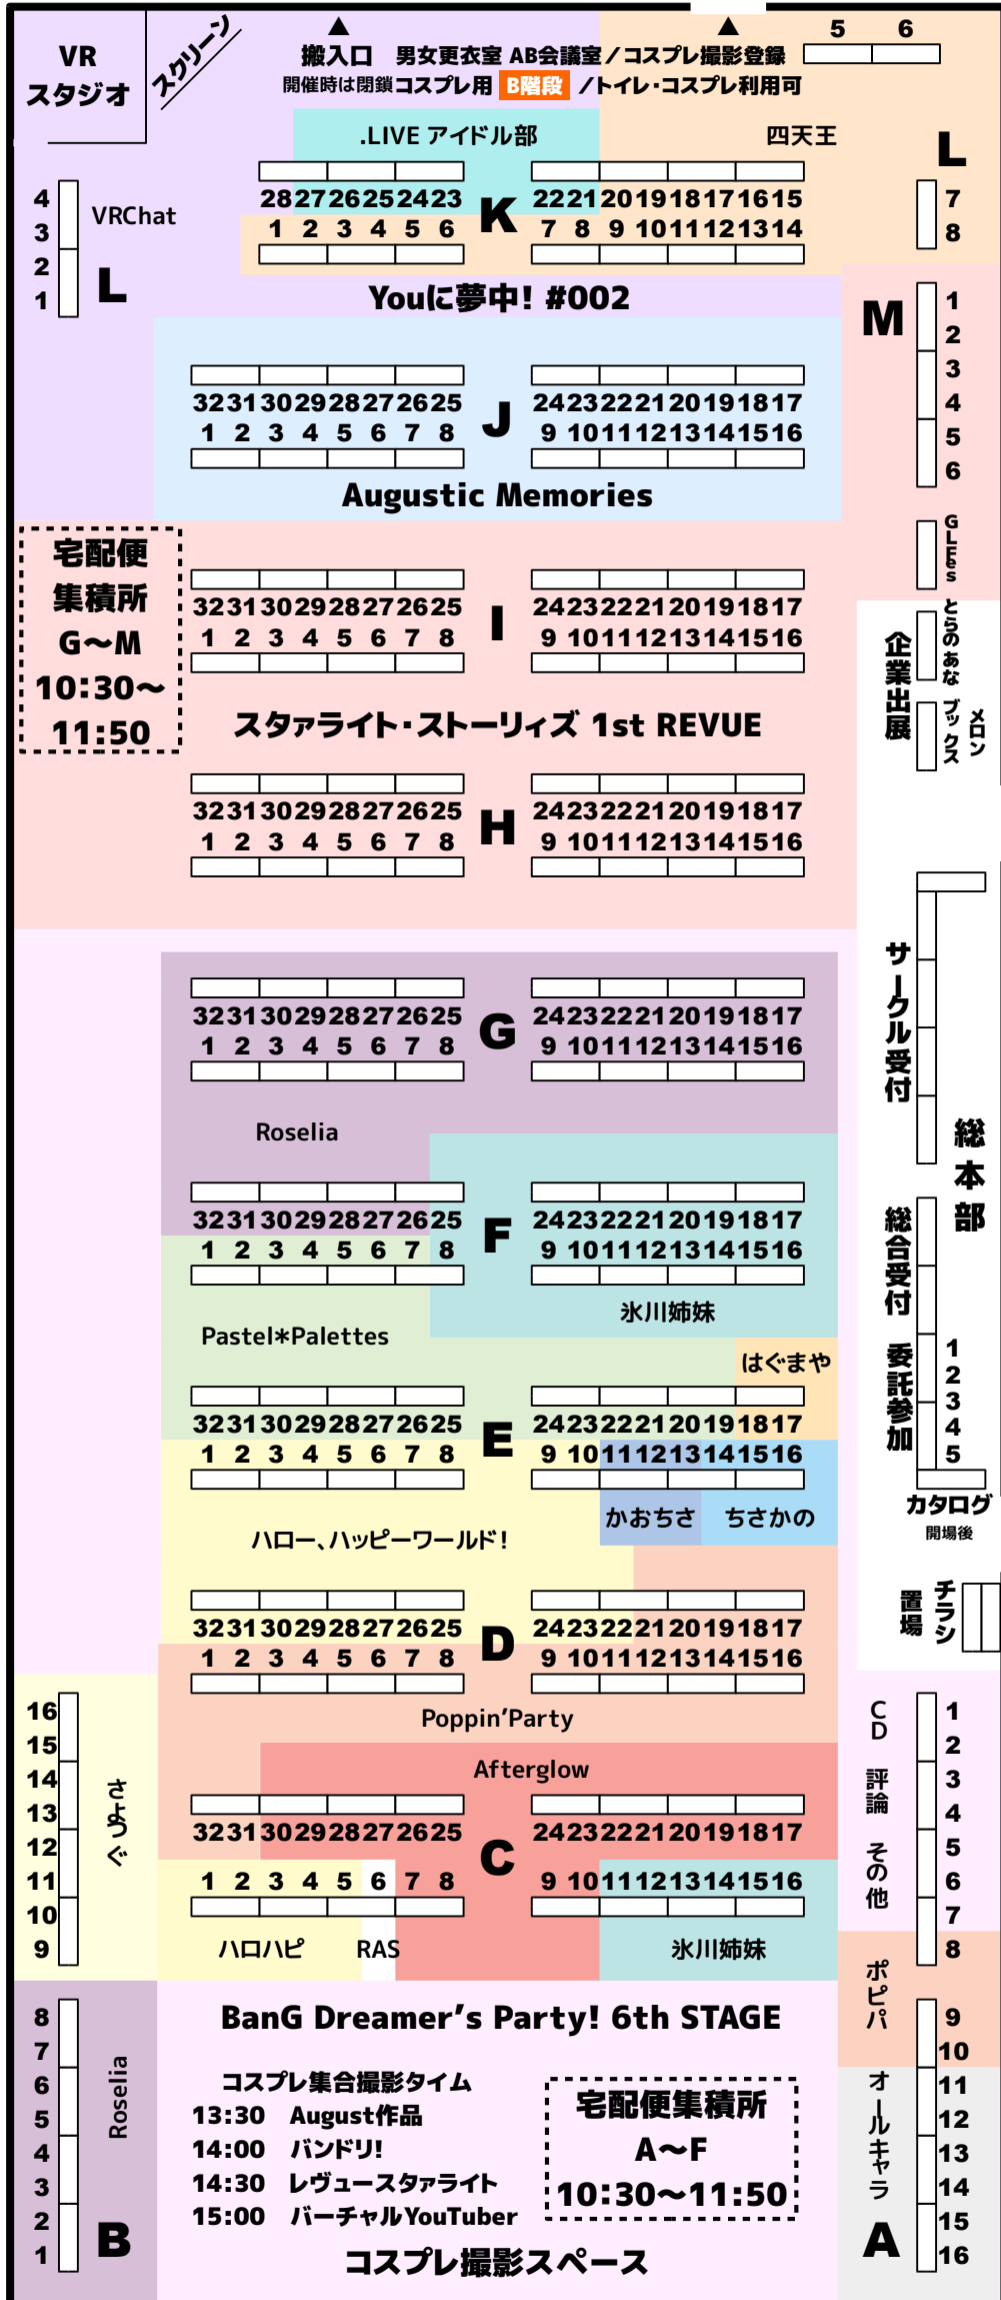 VR
スタジオ
スクリーン
搬入口
開催時は閉鎖
男女更衣室 AB会議室/コスプレ撮影登録
コスプレ用 B階段 /トイレ・コスプレ利用可
5 6
.LIVE アイドル部
四天王
L
4
3
2
1
VRChat
L
28 27 26 25 24 23
1 2 3 4 5 6
K
22 21 20 19 18 17 16 15
7 8 9 10 11 12 13 14
7
8
Youに夢中! #002
M
1
2
3
4
5
6
32 31 30 29 28 27 26 25
1 2 3 4 5 6 7 8
J
24 23 22 21 20 19 18 17
9 10 11 12 13 14 15 16
Augustic Memories
宅配便
集積所
G〜M
10:30〜
11:50
32 31 30 29 28 27 26 25
1 2 3 4 5 6 7 8
I
24 23 22 21 20 19 18 17
9 10 11 12 13 14 15 16
GLEes
とらのあな
メロン
ブックス
企業出展
スタァライト・ストーリィズ 1st REVUE
32 31 30 29 28 27 26 25
1 2 3 4 5 6 7 8
H
24 23 22 21 20 19 18 17
9 10 11 12 13 14 15 16
サークル受付
総本部
総合受付
委託参加
1
2
3
4
5
カタログ
開場後
チラシ
置場
32 31 30 29 28 27 26 25
1 2 3 4 5 6 7 8
G
24 23 22 21 20 19 18 17
9 10 11 12 13 14 15 16
Roselia
32 31 30 29 28 27 26 25
1 2 3 4 5 6 7 8
F
24 23 22 21 20 19 18 17
9 10 11 12 13 14 15 16
氷川姉妹
Pastel*Palettes
はぐまや
32 31 30 29 28 27 26 25
1 2 3 4 5 6 7 8
E
24 23 22 21 20 19 18 17
9 10 11 12 13 14 15 16
かおちさ
ちさかの
ハロー、ハッピーワールド!
32 31 30 29 28 27 26 25
1 2 3 4 5 6 7 8
D
24 23 22 21 20 19 18 17
9 10 11 12 13 14 15 16
Poppin'Party
Afterglow
32 31 30 29 28 27 26 25
1 2 3 4 5 6 7 8
C
24 23 22 21 20 19 18 17
9 10 11 12 13 14 15 16
ハロハピ
RAS
氷川姉妹
16
15
14
13
12
11
10
9
さよつぐ
8
7
6
5
4
3
2
1
Roselia
B
CD 評論 その他
ポピパ
オールキャラ
A
1
2
3
4
5
6
7
8
9
10
11
12
13
14
15
16
BanG Dreamer's Party! 6th STAGE
コスプレ集合撮影タイム
13:30 August作品
14:00 バンドリ!
14:30 レヴュースタァライト
15:00 バーチャルYouTuber
宅配便集積所
A〜F
10:30〜11:50
コスプレ撮影スペース